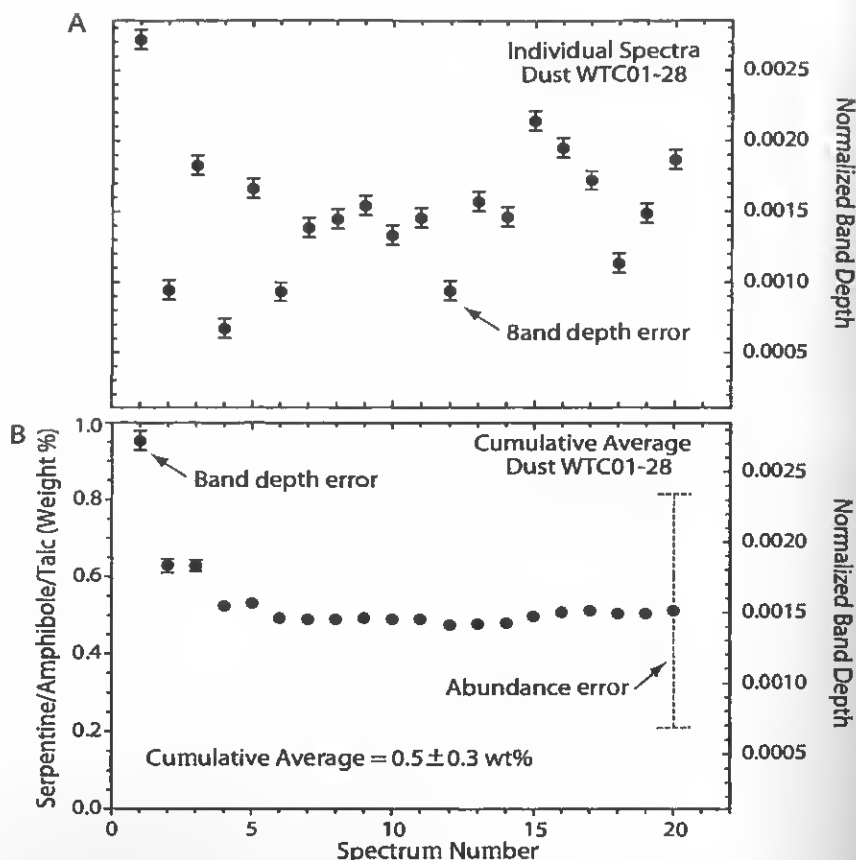 A
Individual Spectra
Dust WTC01-28
0.0025
0.0020
0.0015
0.0010
0.0005
Normalized Band Depth
Band depth error
B
Cumulative Average
Dust WTC01-28
Band depth error
Abundance error
Cumulative Average = 0.5±0.3 wt%
Serpentine/Amphibole/Talc (Weight %)
1.0
0.8
0.6
0.4
0.2
0.0
0.0025
0.0020
0.0015
0.0010
0.0005
Normalized Band Depth
0 5 10 15 20
Spectrum Number